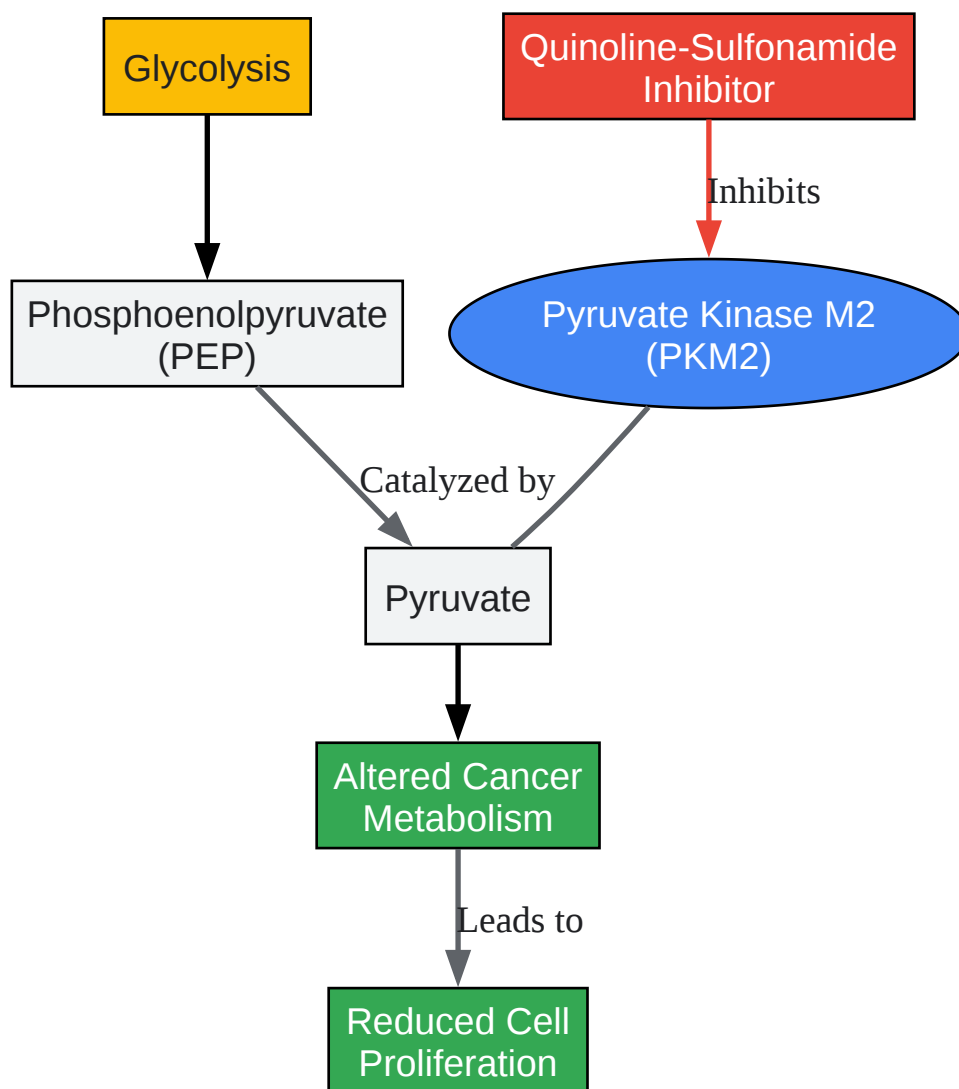 Glycolysis
Quinoline-Sulfonamide
Inhibitor
Inhibits
Phosphoenolpyruvate
(PEP)
Pyruvate Kinase M2
(PKM2)
Catalyzed by
Pyruvate
Altered Cancer
Metabolism
Leads to
Reduced Cell
Proliferation